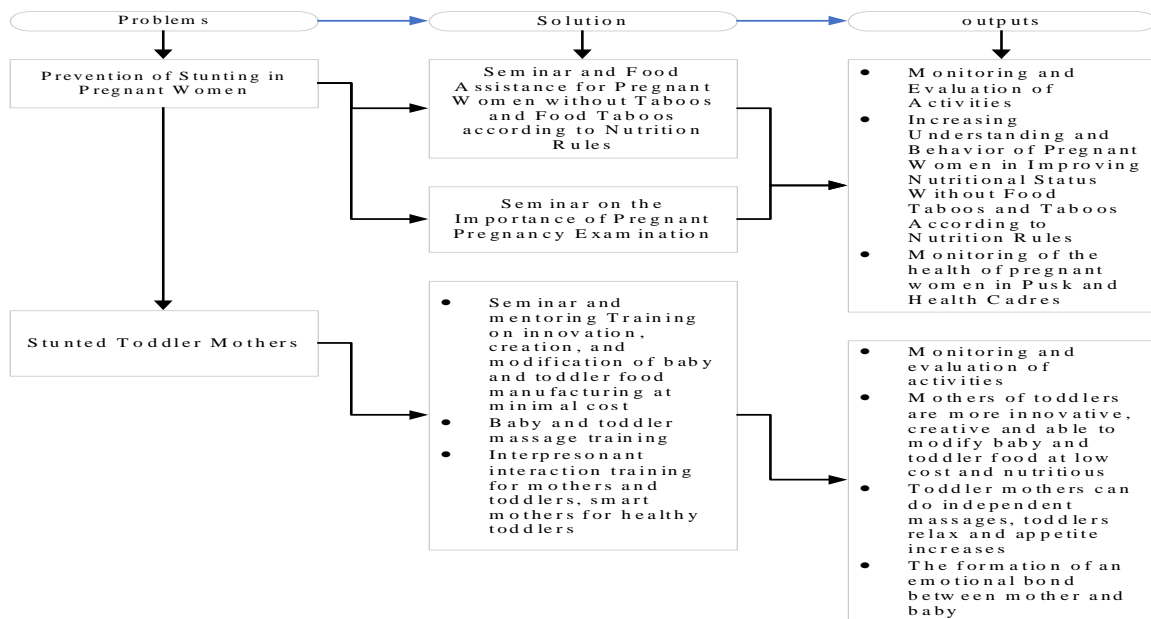 Problems
Solution
outputs
Prevention of Stunting in
Pregnant Women
Seminar and Food
Assistance for Pregnant
Women without Taboos
and Food Taboos
according to Nutrition
Rules
Seminar on the
Importance of Pregnant
Pregnancy Examination
• Monitoring and
Evaluation of
Activities
• Increasing
Understanding and
Behavior of Pregnant
Women in Improving
Nutritional Status
Without Food
Taboos and Taboos
According to
Nutrition Rules
• Monitoring of the
health of pregnant
women in Pusk and
Health Cadres
Stunted Toddler Mothers
• Seminar and
mentoring Training
on innovation,
creation, and
modification of baby
and toddler food
manufacturing at
minimal cost
• Baby and toddler
massage training
• Interpresonant
interaction training
for mothers and
toddlers, smart
mothers for healthy
toddlers
• Monitoring and
evaluation of
activities
• Mothers of toddlers
are more innovative,
creative and able to
modify baby and
toddler food at low
cost and nutritious
• Toddler mothers can
do independent
massages, toddlers
relax and appetite
increases
• The formation of an
emotional bond
between mother and
baby